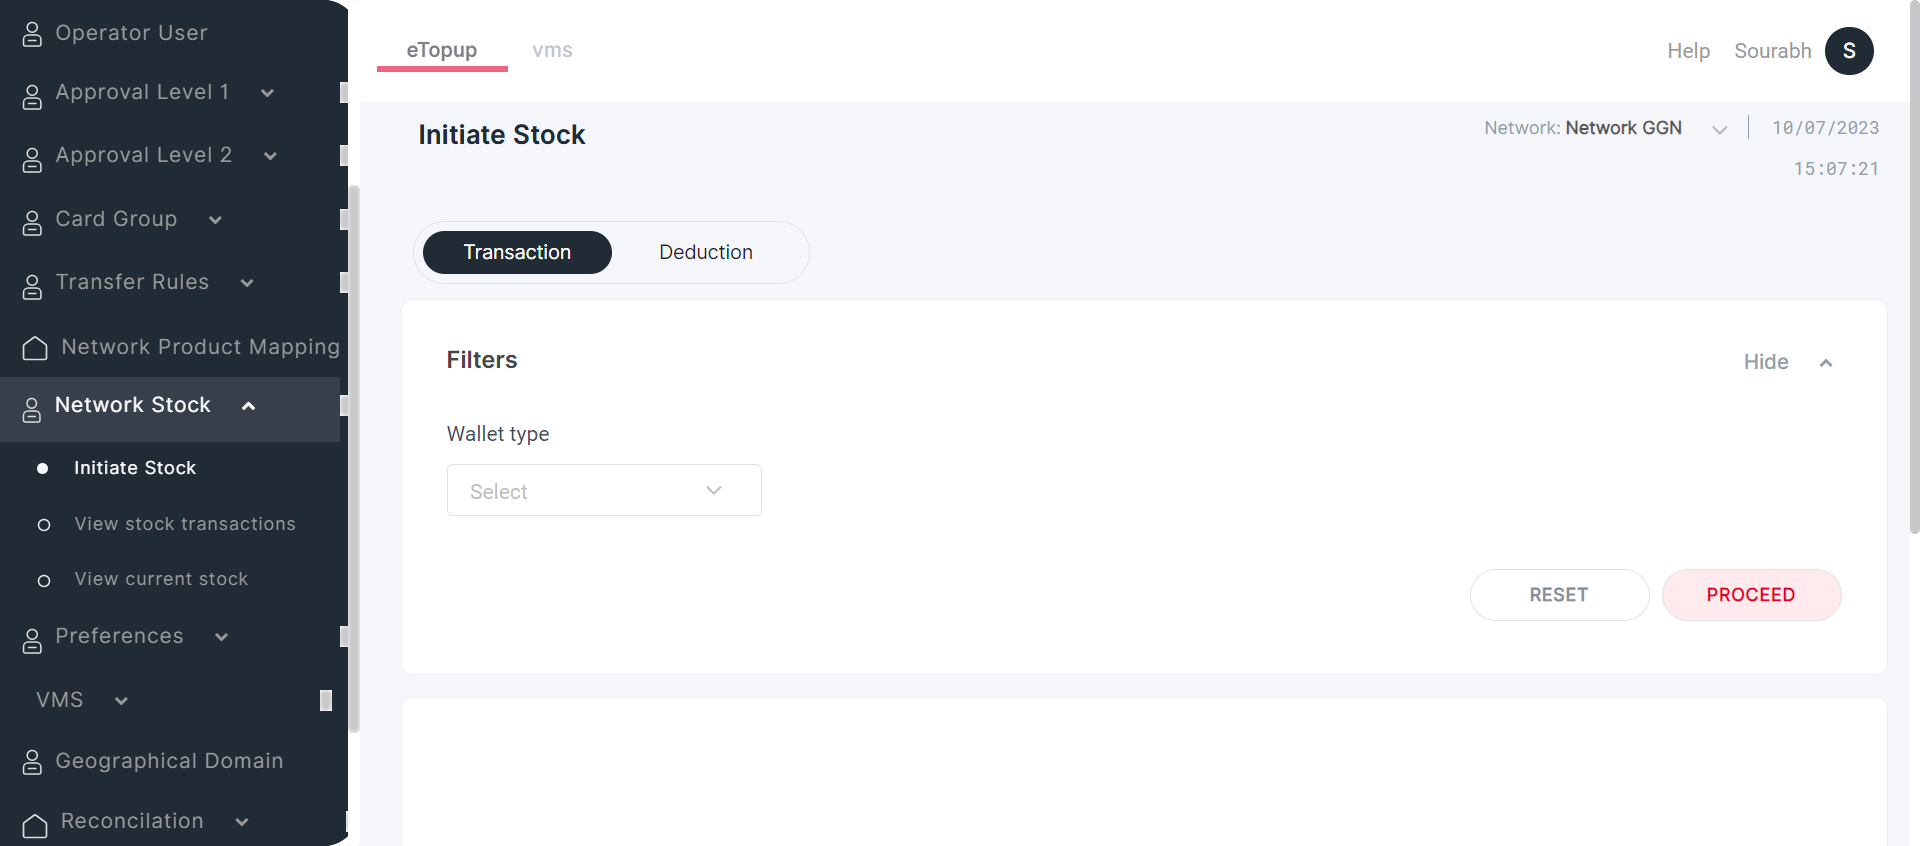 Operator User
Approval Level 1
Approval Level 2
Card Group
Transfer Rules
Network Product Mapping
Network Stock
Initiate Stock
View stock transactions
View current stock
Preferences
VMS
Geographical Domain
Reconcilation
eTopup vms
Help Sourabh S
Initiate Stock
Network: Network GGN 10/07/2023
15:07:21
Transaction Deduction
Filters
Hide
Wallet type
Select
RESET PROCEED